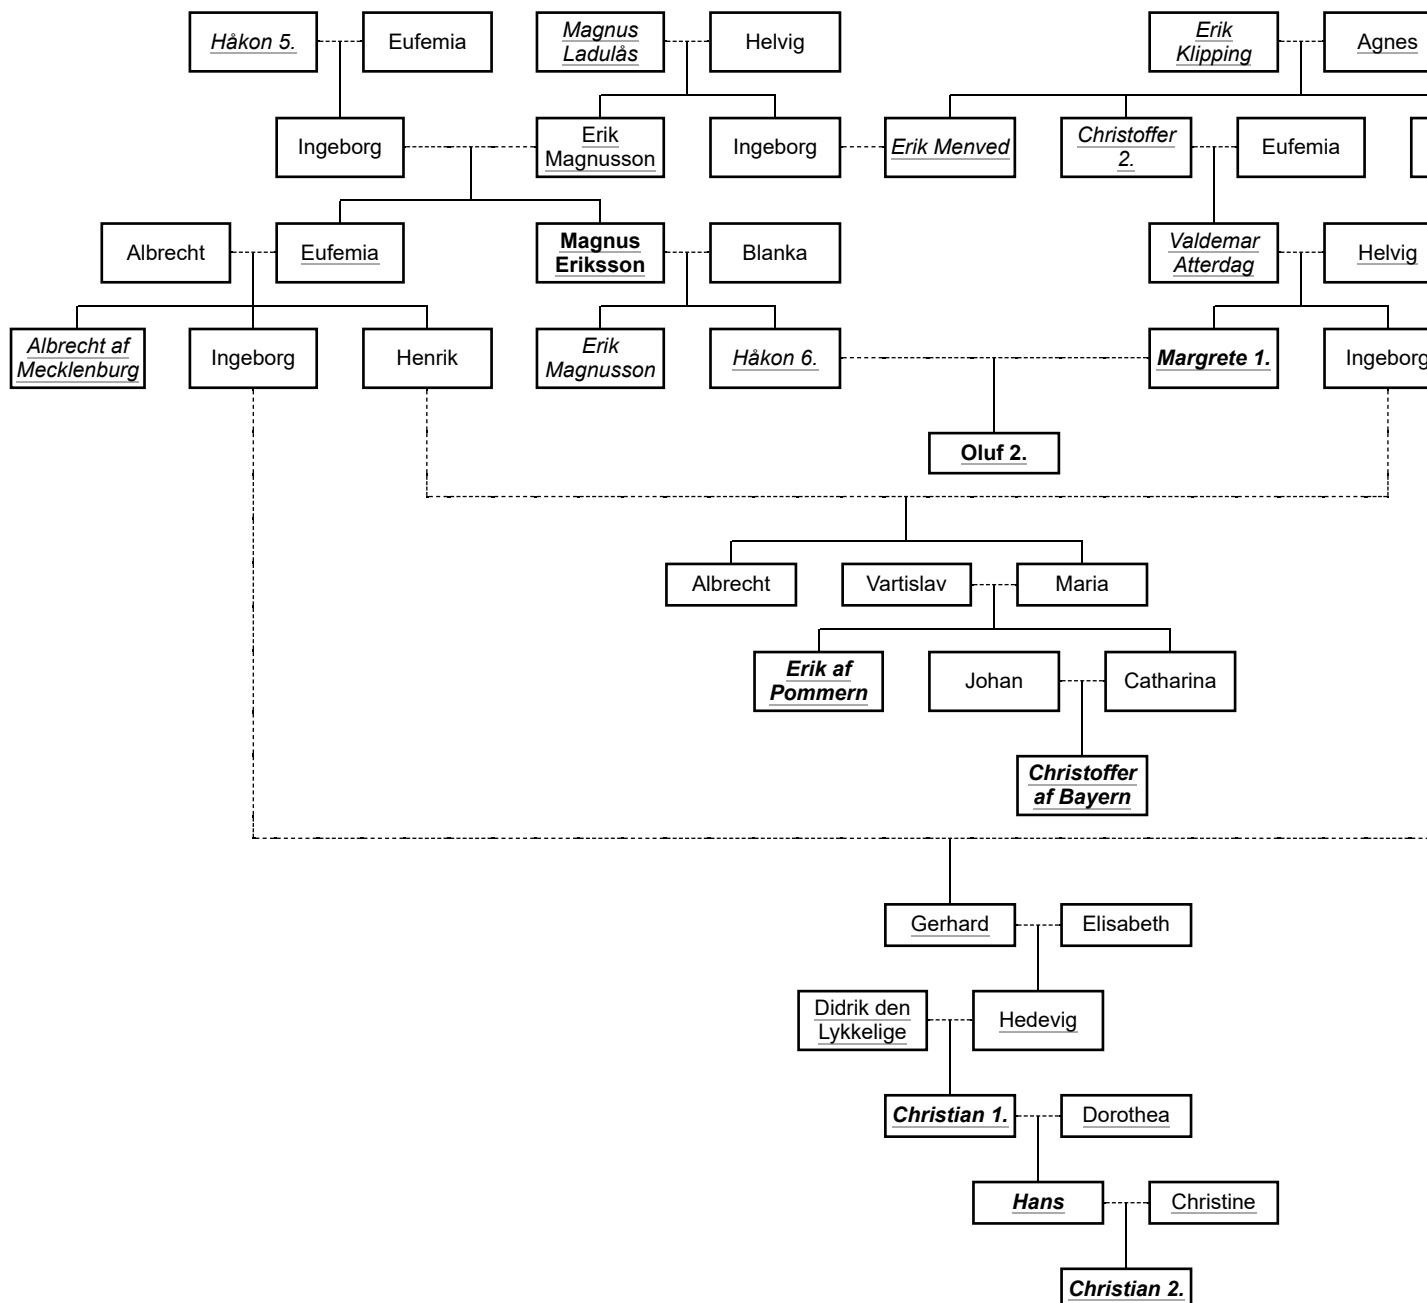 Håkon 5.
Eufemia
Magnus
Ladulås
Helvig
Erik
Klipping
Agnes
Ingeborg
Erik
Magnusson
Ingeborg
Erik Menved
Christoffer
2.
Eufemia
Albrecht
Eufemia
Magnus
Eriksson
Blanka
Valdemar
Atterdag
Helvig
Albrecht af
Mecklenburg
Ingeborg
Henrik
Erik
Magnusson
Håkon 6.
Margrete 1.
Ingeborg
Oluf 2.
Albrecht
Vartislav
Maria
Erik af
Pommern
Johan
Catharina
Christoffer
af Bayern
Gerhard
Elisabeth
Didrik den
Lykkelige
Hedevig
Christian 1.
Dorothea
Hans
Christine
Christian 2.